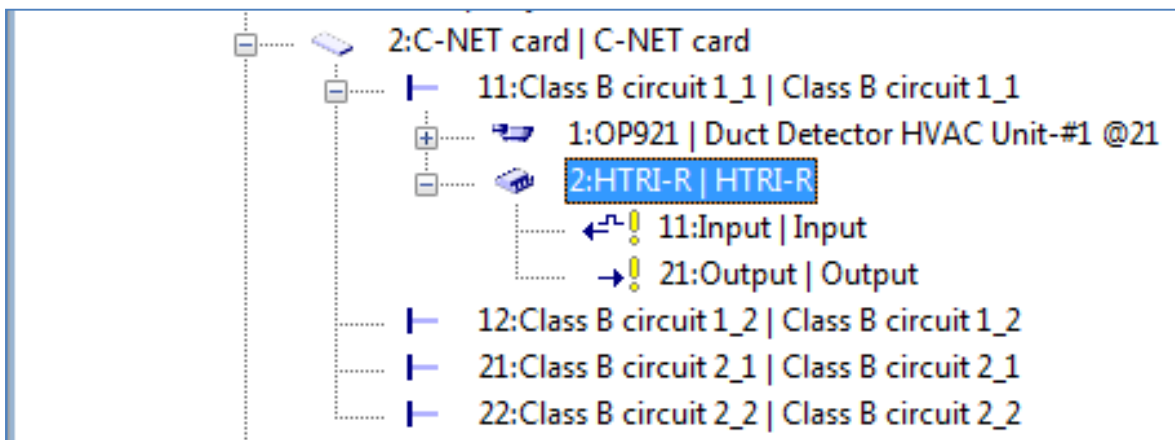 2:C-NET card | C-NET card
11:Class B circuit 1_1 | Class B circuit 1_1
1:OP921 | Duct Detector HVAC Unit-#1 @21
2:HTRI-R | HTRI-R
11:Input | Input
21:Output | Output
12:Class B circuit 1_2 | Class B circuit 1_2
21:Class B circuit 2_1 | Class B circuit 2_1
22:Class B circuit 2_2 | Class B circuit 2_2